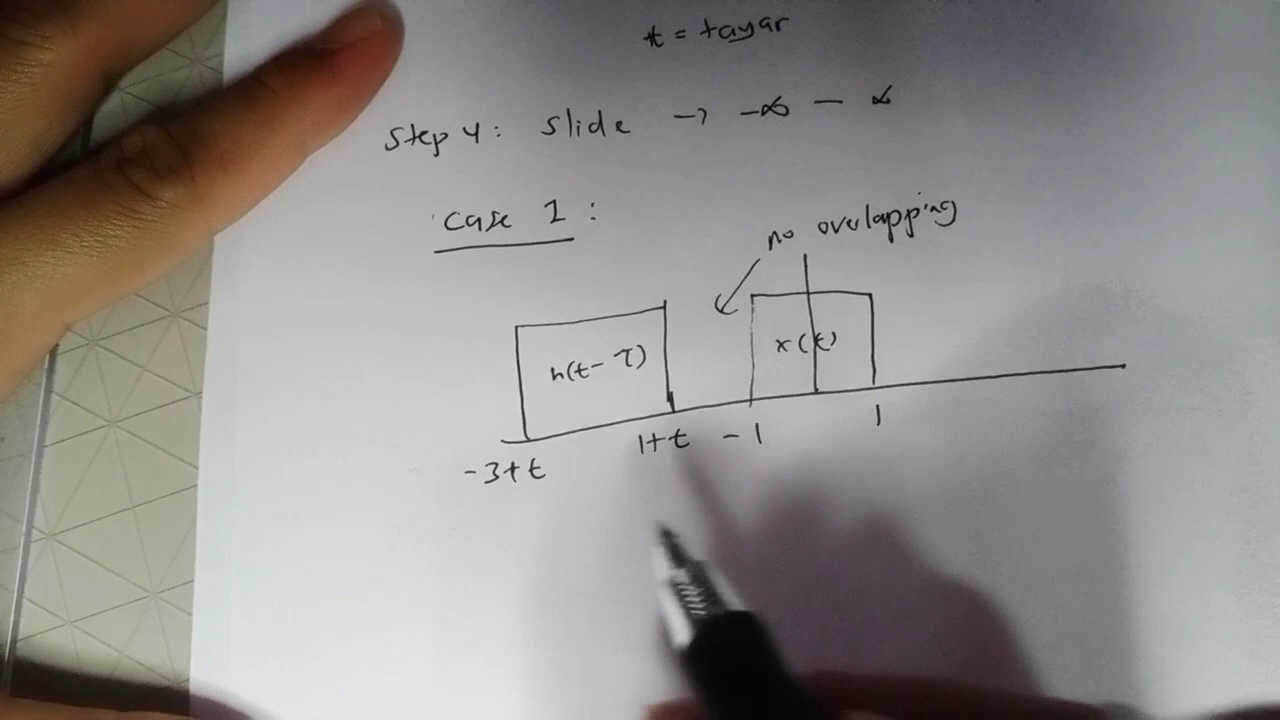 * = tayar
Step 4: slide → -∞ - ∞
case 1 :
no overlapping
h(t-τ)
x(t)
-3+t
1+t
-1
1